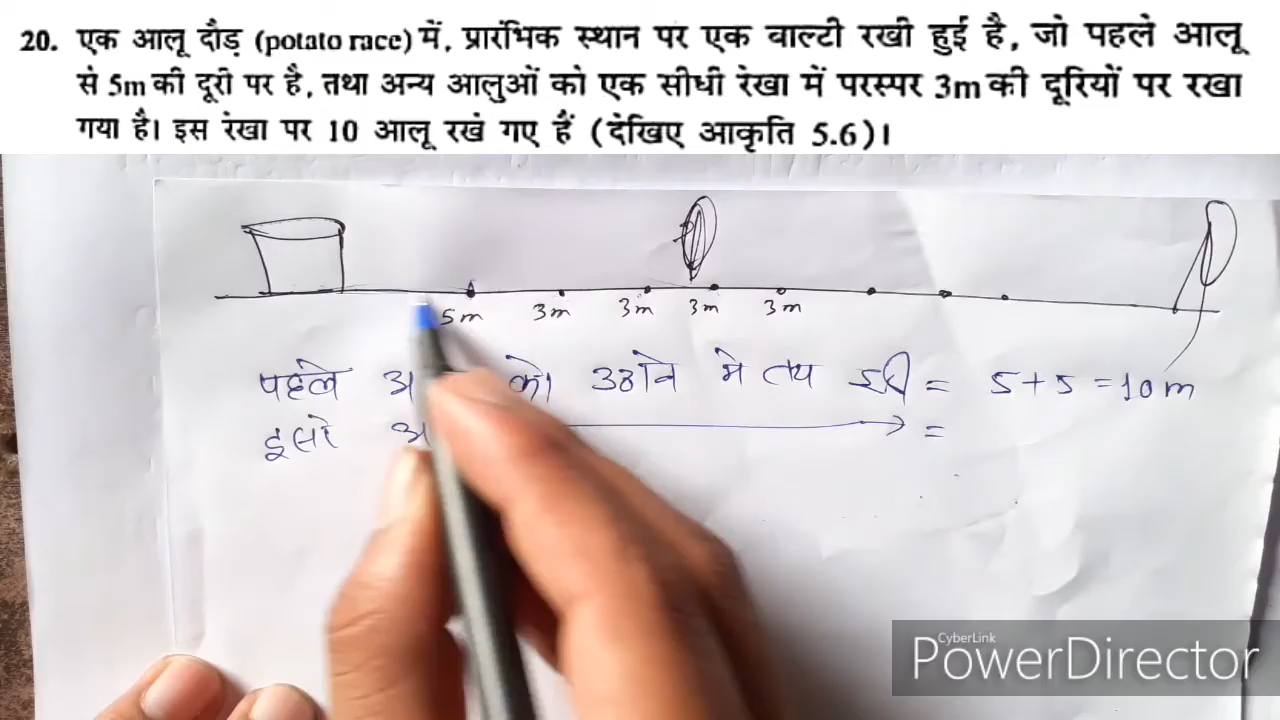 20. एक आलू दौड़ (potato race) में, प्रारंभिक स्थान पर एक बाल्टी रखी हुई है, जो पहले आलू
से 5m की दूरी पर है, तथा अन्य आलुओं को एक सीधी रेखा में परस्पर 3m की दूरियों पर रखा
गया है। इस रेखा पर 10 आलू रखे गए हैं (देखिए आकृति 5.6)।
5m 3m 3m 3m 3m
पहले को उठाने मे तय = 5+5 =10m
=
CyberLink
PowerDirector